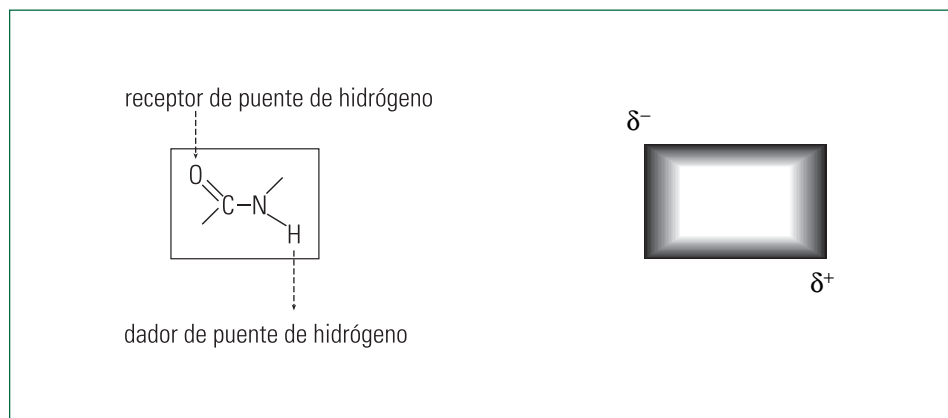 receptor de puente de hidrógeno
δ⁻
O
C
N
H
δ⁺
dador de puente de hidrógeno